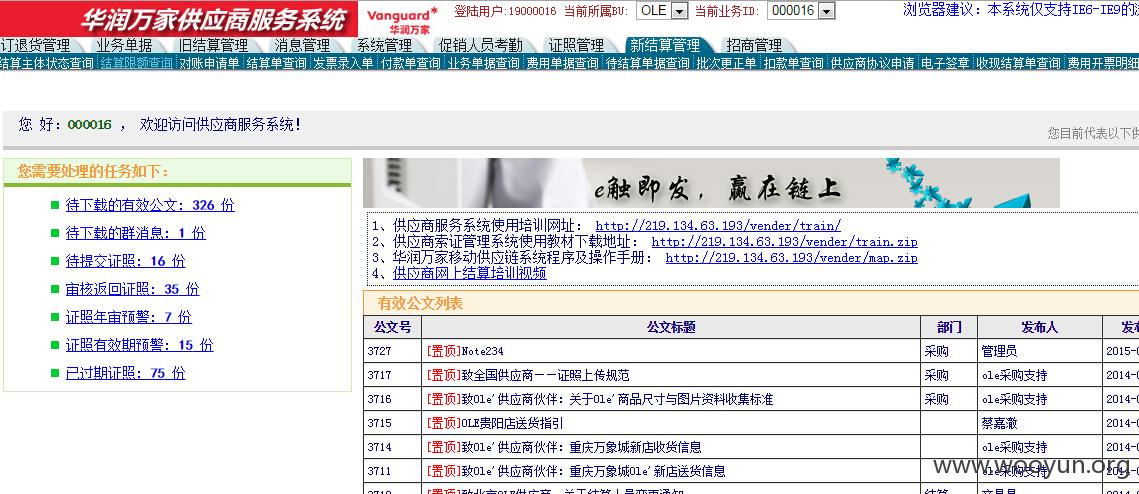 华润万家供应商服务系统 Vanguard* 华润万家 登陆用户:19000016 当前所属BU: OLE 当前业务ID: 000016 浏览器建议：本系统仅支持IE6-IE9的
订退货管理 业务单据 旧结算管理 消息管理 系统管理 促销人员考勤 证照管理 新结算管理 招商管理
结算主体状态查询 结算限额查询 对账申请单 结算单查询 发票录入单 付款单查询 业务单据查询 费用单据查询 待结算单据查询 批次更正单 扣款单查询 供应商协议申请 电子签章 收现结算单查询 费用开票明细
您 好：000016 ， 欢迎访问供应商服务系统！
您目前代表以下供
您需要处理的任务如下：
待下载的有效公文：326 份
待下载的群消息：1 份
待提交证照：16 份
审核返回证照：35 份
证照年审预警：7 份
证照有效期预警：15 份
已过期证照：75 份
e触即发，赢在链上
1、供应商服务系统使用培训网址： http://219.134.63.193/vender/train/
2、供应商索证管理系统使用教材下载地址： http://219.134.63.193/vender/train.zip
3、华润万家移动供应链系统程序及操作手册： http://219.134.63.193/vender/map.zip
4、供应商网上结算培训视频
有效公文列表
公文号 公文标题 部门 发布人 发布
3727 [置顶]Note234 采购 管理员 2015-0
3717 [置顶]致全国供应商——证照上传规范 采购 ole采购支持 2014-0
3716 [置顶]致Ole'供应商伙伴：关于Ole'商品尺寸与图片资料收集标准 采购 ole采购支持 2014-0
3715 [置顶]OLE贵阳店送货指引 蔡嘉澈 2014-0
3714 [置顶]致Ole'供应商伙伴：重庆万象城新店收货信息 ole采购支持 2014-0
3711 [置顶]致Ole'供应商伙伴：重庆万象城Ole'新店送货信息 ole采购支持 2014-0
www.wooyun.org